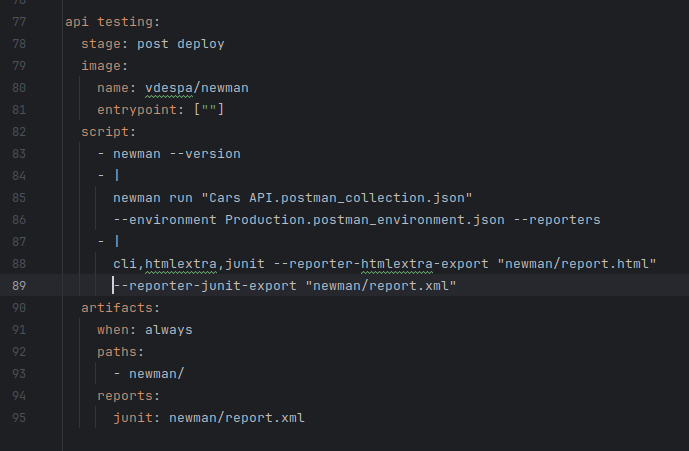 76
77 api testing:
78 stage: post deploy
79 image:
80 name: vdespa/newman
81 entrypoint: [""]
82 script:
83 - newman --version
84 - |
85 newman run "Cars API.postman_collection.json"
86 --environment Production.postman_environment.json --reporters
87 - |
88 cli,htmlextra,junit --reporter-htmlextra-export "newman/report.html"
89 --reporter-junit-export "newman/report.xml"
90 artifacts:
91 when: always
92 paths:
93 - newman/
94 reports:
95 junit: newman/report.xml